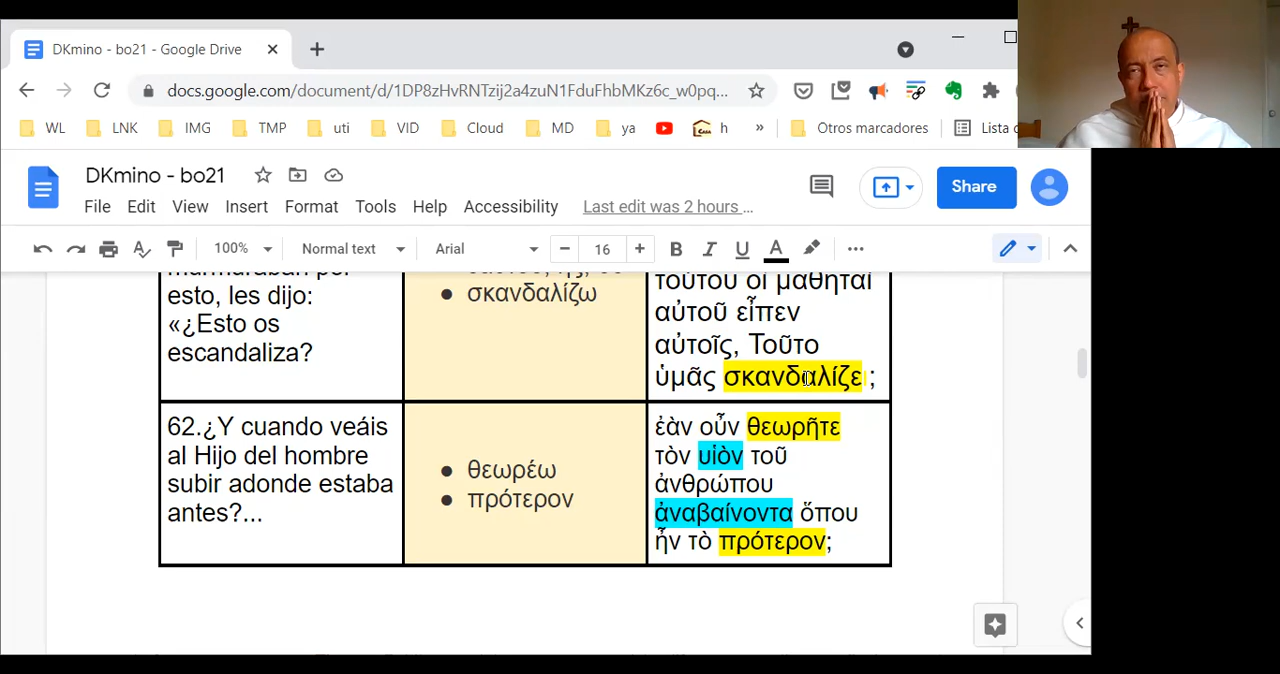 DKmino - bo21 - Google Drive
docs.google.com/document/d/1DP8zHvRNTzij2a4zuN1FduFhbMKz6c_w0pq...
WL LNK IMG TMP uti VID Cloud MD ya h » Otros marcadores Lista
DKmino - bo21
Share
File Edit View Insert Format Tools Help Accessibility Last edit was 2 hours ...
100% Normal text Arial 16 B I U A
esto, les dijo:
«¿Esto os
escandaliza?
σκανδαλίζω
τούτου οἱ μαθηταὶ
αὐτοῦ εἶπεν
αὐτοῖς, Τοῦτο
ὑμᾶς σκανδαλίζει;
62.¿Y cuando veáis
al Hijo del hombre
subir adonde estaba
antes?...
θεωρέω
πρότερον
ἐὰν οὖν θεωρῆτε
τὸν υἱὸν τοῦ
ἀνθρώπου
ἀναβαίνοντα ὅπου
ἦν τὸ πρότερον;